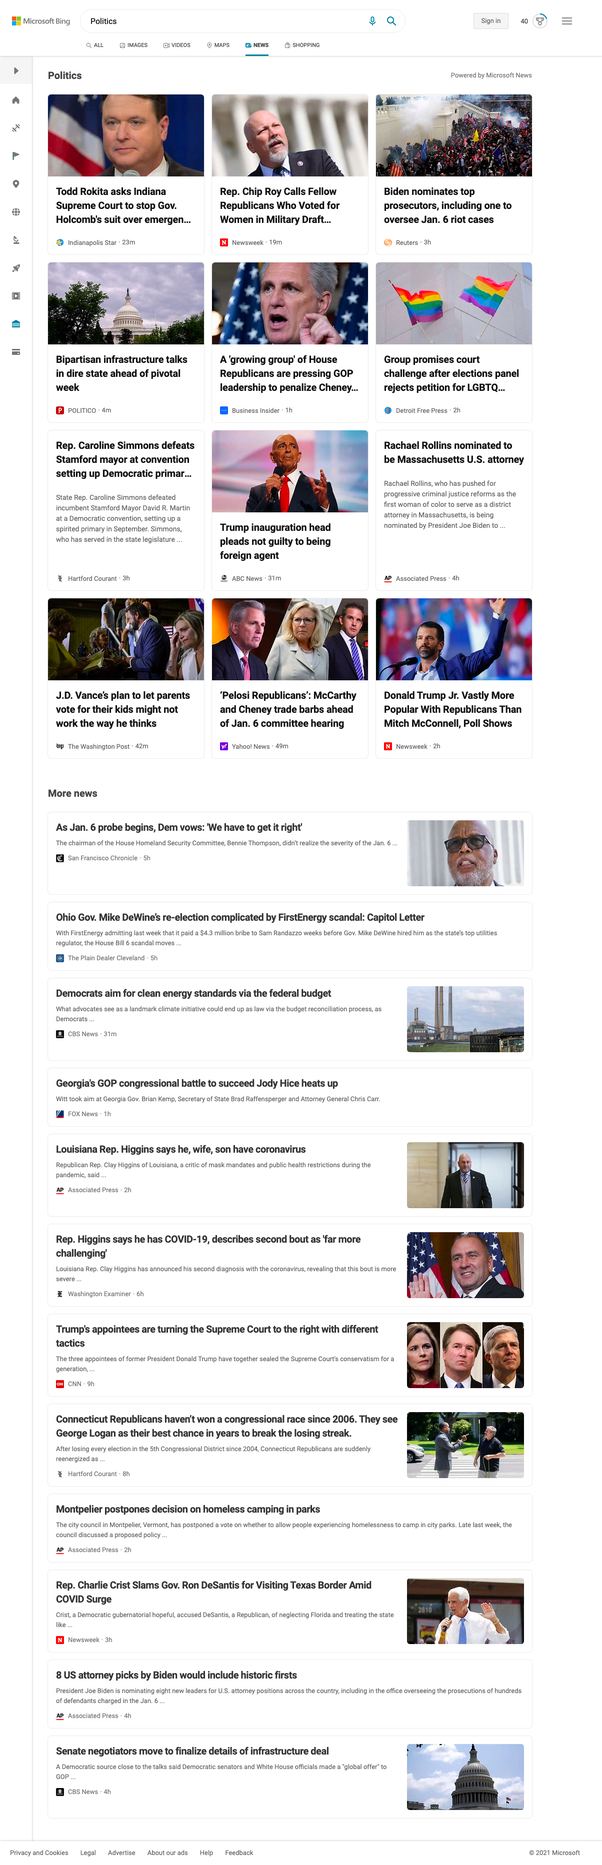 Microsoft Bing
Politics
Sign in
40
ALL
IMAGES
VIDEOS
MAPS
NEWS
SHOPPING
Politics
Powered by Microsoft News
Todd Rokita asks Indiana
Supreme Court to stop Gov.
Holcomb's suit over emergen...
Indianapolis Star · 23m
Rep. Chip Roy Calls Fellow
Republicans Who Voted for
Women in Military Draft...
Newsweek · 19m
Biden nominates top
prosecutors, including one to
oversee Jan. 6 riot cases
Reuters · 3h
Bipartisan infrastructure talks
in dire state ahead of pivotal
week
POLITICO · 4m
A 'growing group' of House
Republicans are pressing GOP
leadership to penalize Cheney...
Business Insider · 1h
Group promises court
challenge after elections panel
rejects petition for LGBTQ...
Detroit Free Press · 2h
Rep. Caroline Simmons defeats
Stamford mayor at convention
setting up Democratic primar...
State Rep. Caroline Simmons defeated
incumbent Stamford Mayor David R. Martin
at a Democratic convention, setting up a
spirited primary in September. Simmons,
who has served in the state legislature ...
Hartford Courant · 3h
Trump inauguration head
pleads not guilty to being
foreign agent
ABC News · 31m
Rachael Rollins nominated to
be Massachusetts U.S. attorney
Rachael Rollins, who has pushed for
progressive criminal justice reforms as the
first woman of color to serve as a district
attorney in Massachusetts, is being
nominated by President Joe Biden to ...
AP Associated Press · 4h
J.D. Vance's plan to let parents
vote for their kids might not
work the way he thinks
wp The Washington Post · 42m
'Pelosi Republicans': McCarthy
and Cheney trade barbs ahead
of Jan. 6 committee hearing
Yahoo! News · 49m
Donald Trump Jr. Vastly More
Popular With Republicans Than
Mitch McConnell, Poll Shows
Newsweek · 2h
More news
As Jan. 6 probe begins, Dem vows: 'We have to get it right'
The chairman of the House Homeland Security Committee, Bennie Thompson, didn't realize the severity of the Jan. 6 ...
San Francisco Chronicle · 5h
Ohio Gov. Mike DeWine's re-election complicated by FirstEnergy scandal: Capitol Letter
With FirstEnergy admitting last week that it paid a $4.3 million bribe to Sam Randazzo weeks before Gov. Mike DeWine hired him as the state's top utilities
regulator, the House Bill 6 scandal moves ...
The Plain Dealer Cleveland · 5h
Democrats aim for clean energy standards via the federal budget
What advocates see as a landmark climate initiative could end up as law via the budget reconciliation process, as
Democrats ...
CBS News · 31m
Georgia's GOP congressional battle to succeed Jody Hice heats up
Witt took aim at Georgia Gov. Brian Kemp, Secretary of State Brad Raffensperger and Attorney General Chris Carr.
FOX News · 1h
Louisiana Rep. Higgins says he, wife, son have coronavirus
Republican Rep. Clay Higgins of Louisiana, a critic of mask mandates and public health restrictions during the
pandemic, said ...
AP Associated Press · 2h
Rep. Higgins says he has COVID-19, describes second bout as 'far more
challenging'
Louisiana Rep. Clay Higgins has announced his second diagnosis with the coronavirus, revealing that this bout is more
severe ...
Washington Examiner · 6h
Trump's appointees are turning the Supreme Court to the right with different
tactics
The three appointees of former President Donald Trump have together sealed the Supreme Court's conservatism for a
generation, ...
CNN · 9h
Connecticut Republicans haven't won a congressional race since 2006. They see
George Logan as their best chance in years to break the losing streak.
After losing every election in the 5th Congressional District since 2004, Connecticut Republicans are suddenly
reenergized as ...
Hartford Courant · 8h
Montpelier postpones decision on homeless camping in parks
The city council in Montpelier, Vermont, has postponed a vote on whether to allow people experiencing homelessness to camp in city parks. Late last week, the
council discussed a proposed policy ...
AP Associated Press · 2h
Rep. Charlie Crist Slams Gov. Ron DeSantis for Visiting Texas Border Amid
COVID Surge
Crist, a Democratic gubernatorial hopeful, accused DeSantis, a Republican, of neglecting Florida and treating the state
like ...
Newsweek · 3h
8 US attorney picks by Biden would include historic firsts
President Joe Biden is nominating eight new leaders for U.S. attorney positions across the country, including in the office overseeing the prosecutions of hundreds
of defendants charged in the Jan. 6 ...
AP Associated Press · 4h
Senate negotiators move to finalize details of infrastructure deal
A Democratic source close to the talks said Democratic senators and White House officials made a "global offer" to
GOP ...
CBS News · 4h
Privacy and Cookies
Legal
Advertise
About our ads
Help
Feedback
© 2021 Microsoft